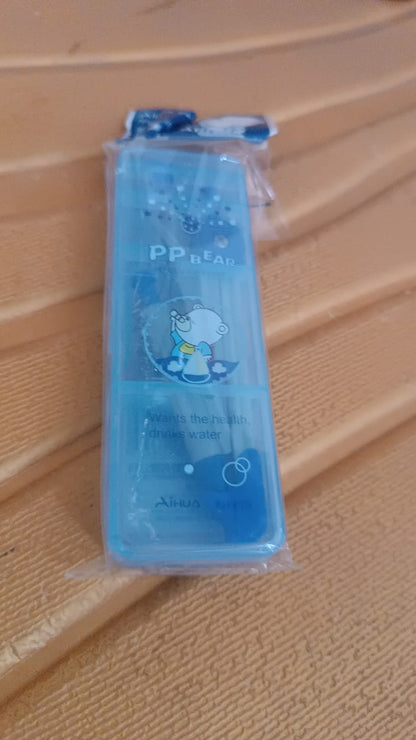 PP BEAR
Wants the health,
drinks water
AIHUA